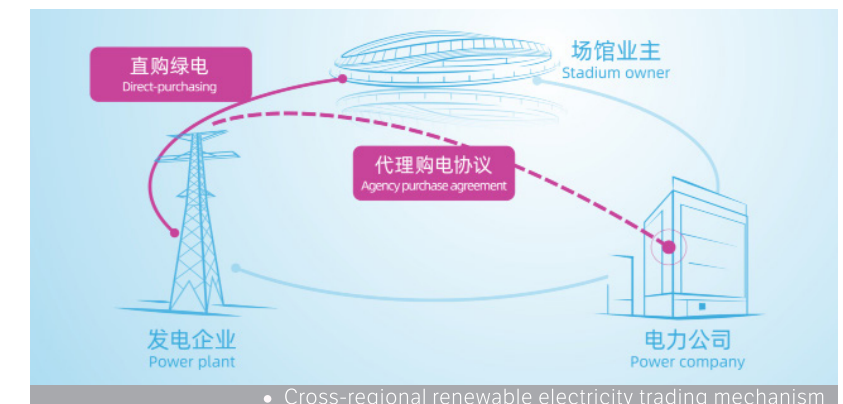 直购绿电
Direct-purchasing
场馆业主
Stadium owner
代理购电协议
Agency purchase agreement
发电企业
Power plant
电力公司
Power company
• Cross-regional renewable electricity trading mechanism